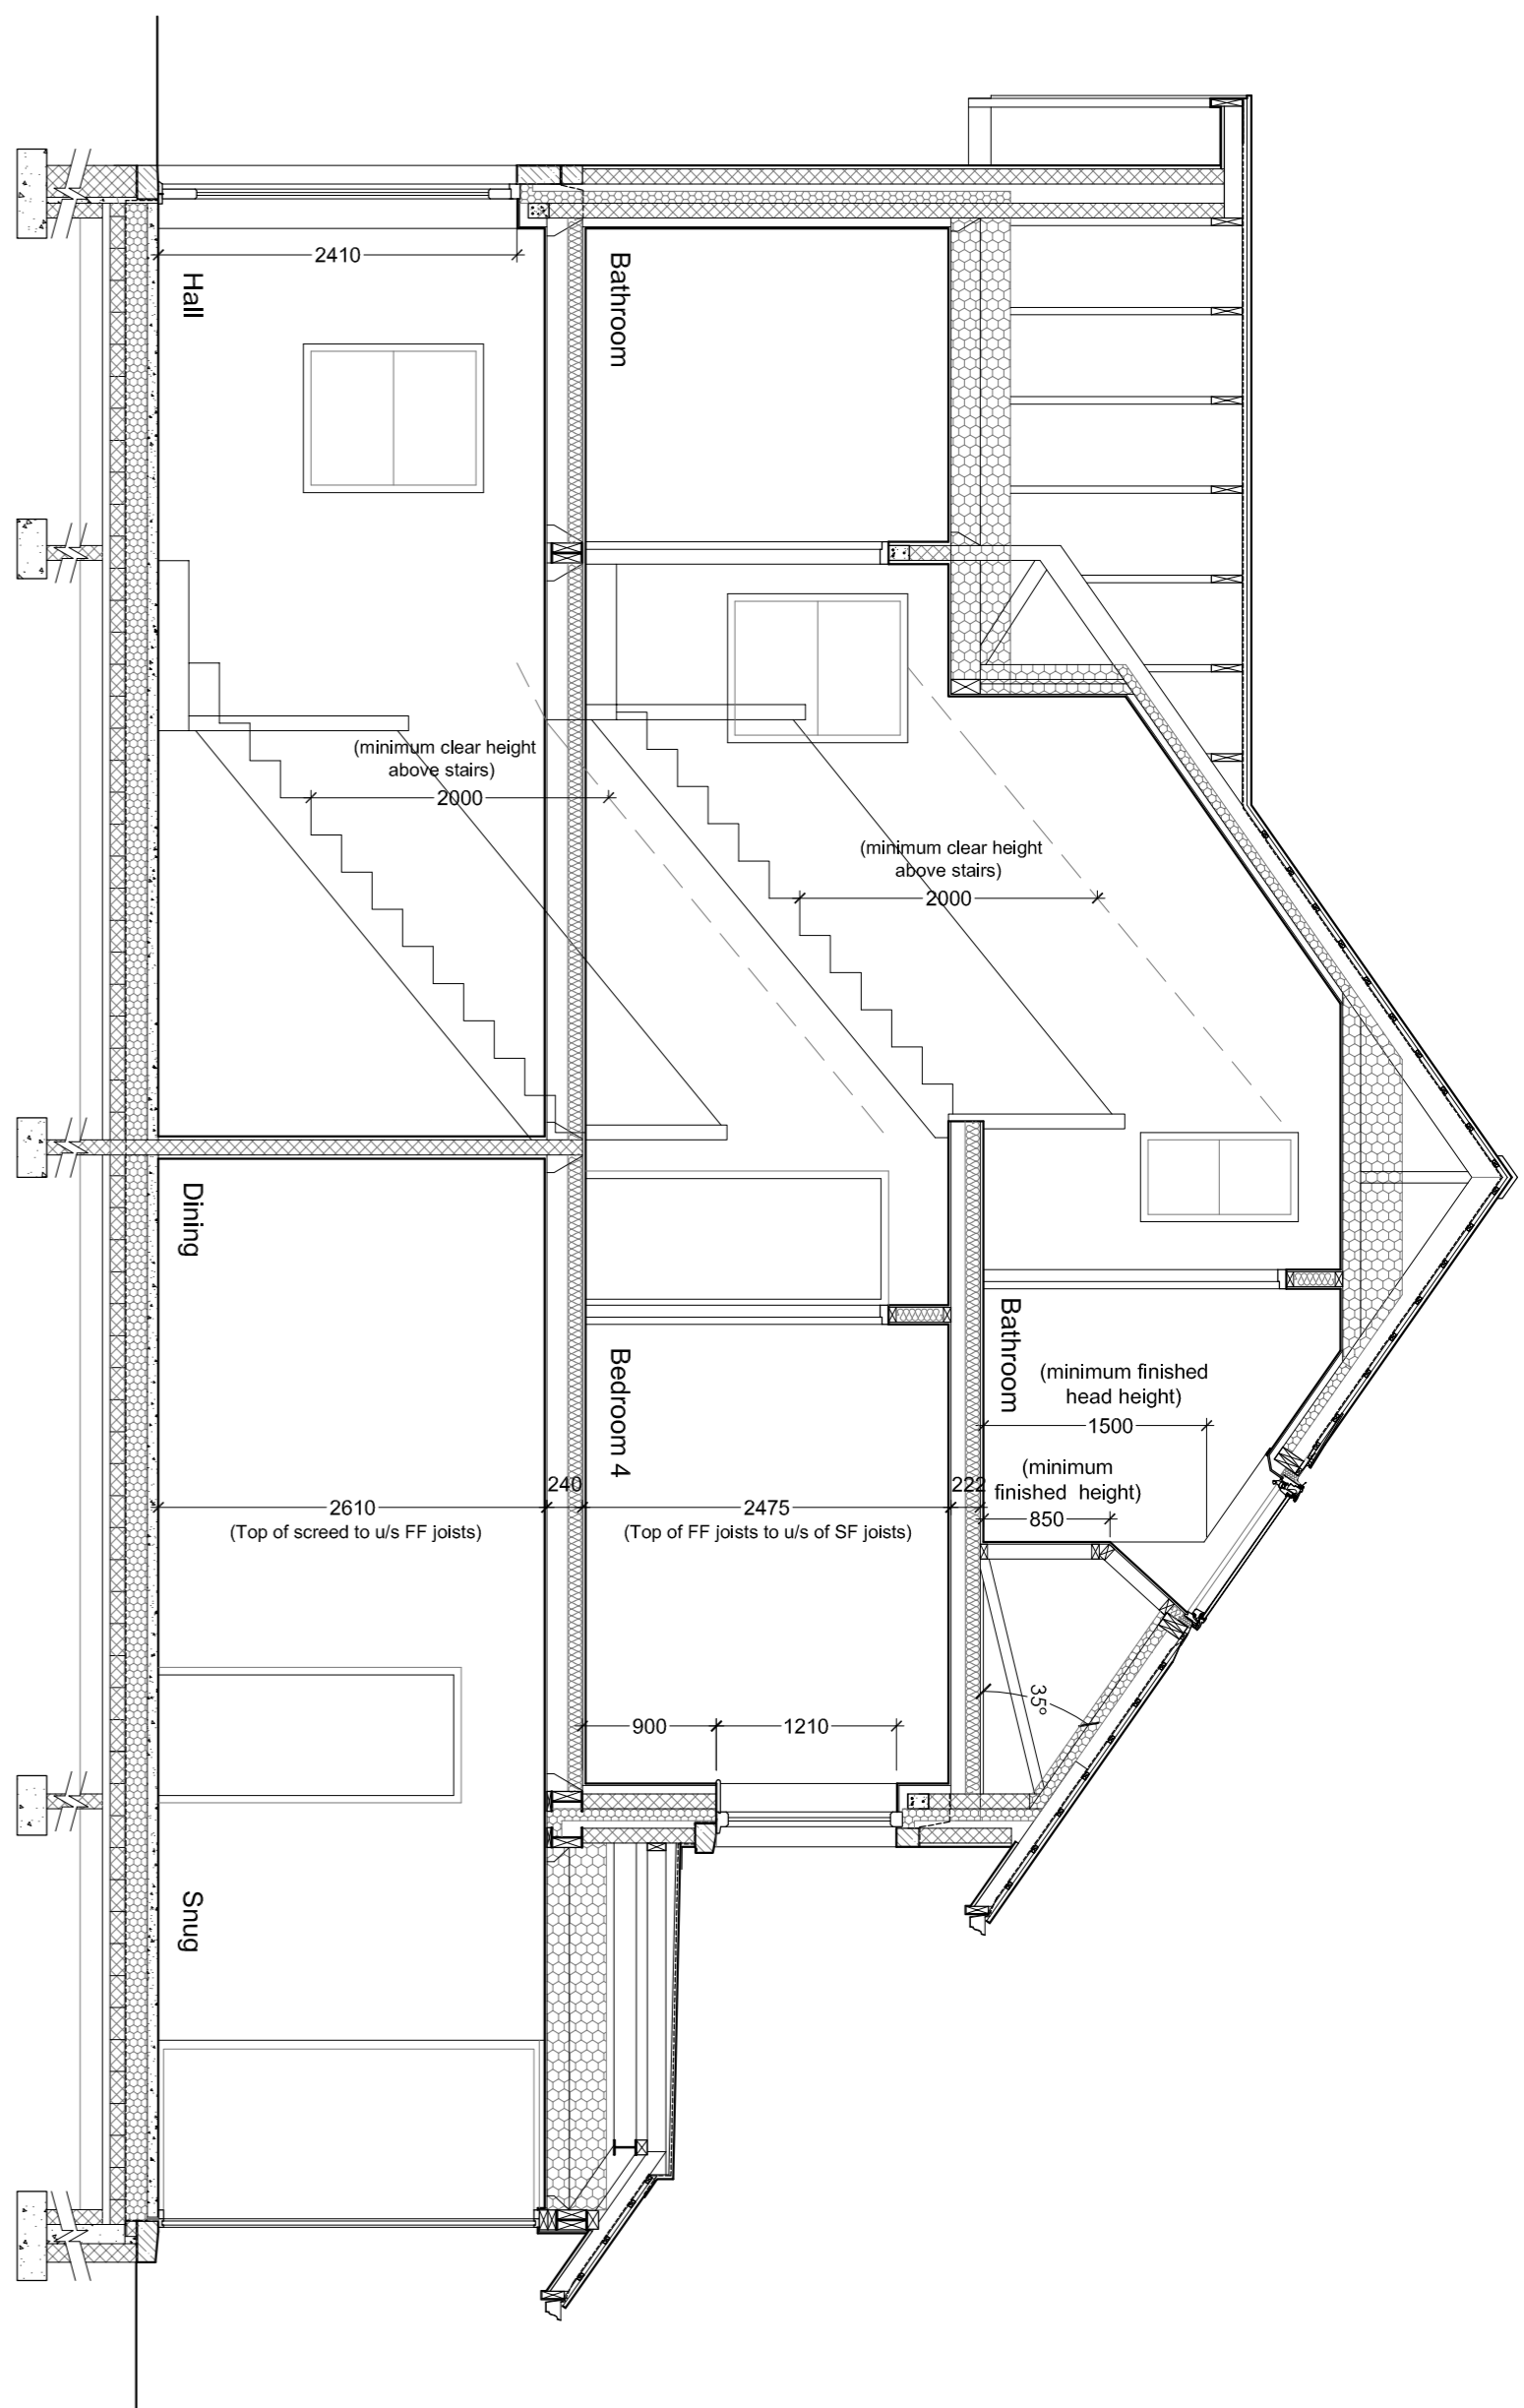 Hall
2410
Bathroom
(minimum clear height
above stairs)
2000
(minimum clear height
above stairs)
2000
Dining
Bathroom
(minimum finished
head height)
1500
Bedroom 4
(minimum
finished height)
850
2610
(Top of screed to u/s FF joists)
240
2475
(Top of FF joists to u/s of SF joists)
222
35°
900
1210
Snug